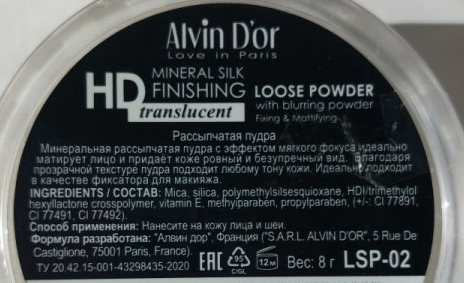 Alvin D'or
Love in Paris
HD MINERAL SILK
FINISHING LOOSE POWDER
translucent with blurring powder
Fixing & Mattifying
Рассыпчатая пудра
Минеральная рассыпчатая пудра с эффектом мягкого фокуса идеально
матирует лицо и придаёт коже ровный и безупречный вид. Благодаря
прозрачной текстуре пудра подходит любому тону кожи. Идеально подходит
в качестве фиксатора для макияжа.
INGREDIENTS / СОСТАВ: Mica, silica, polymethylsilsesquioxane, HDI/trimethylol
hexyllactone crosspolymer, vitamin E, methylparaben, propylparaben, (+/-: CI 77891,
CI 77491, CI 77492).
Способ применения: Нанесите на кожу лица и шеи.
Формула разработана: "Алвин дор", Франция ("S.A.R.L. ALVIN D'OR", 5 Rue De
Castiglione, 75001 Paris, France).
ТУ 20.42.15-001-43298435-2020 EAC 95 C/GL 12 м Вес: 8 г LSP-02